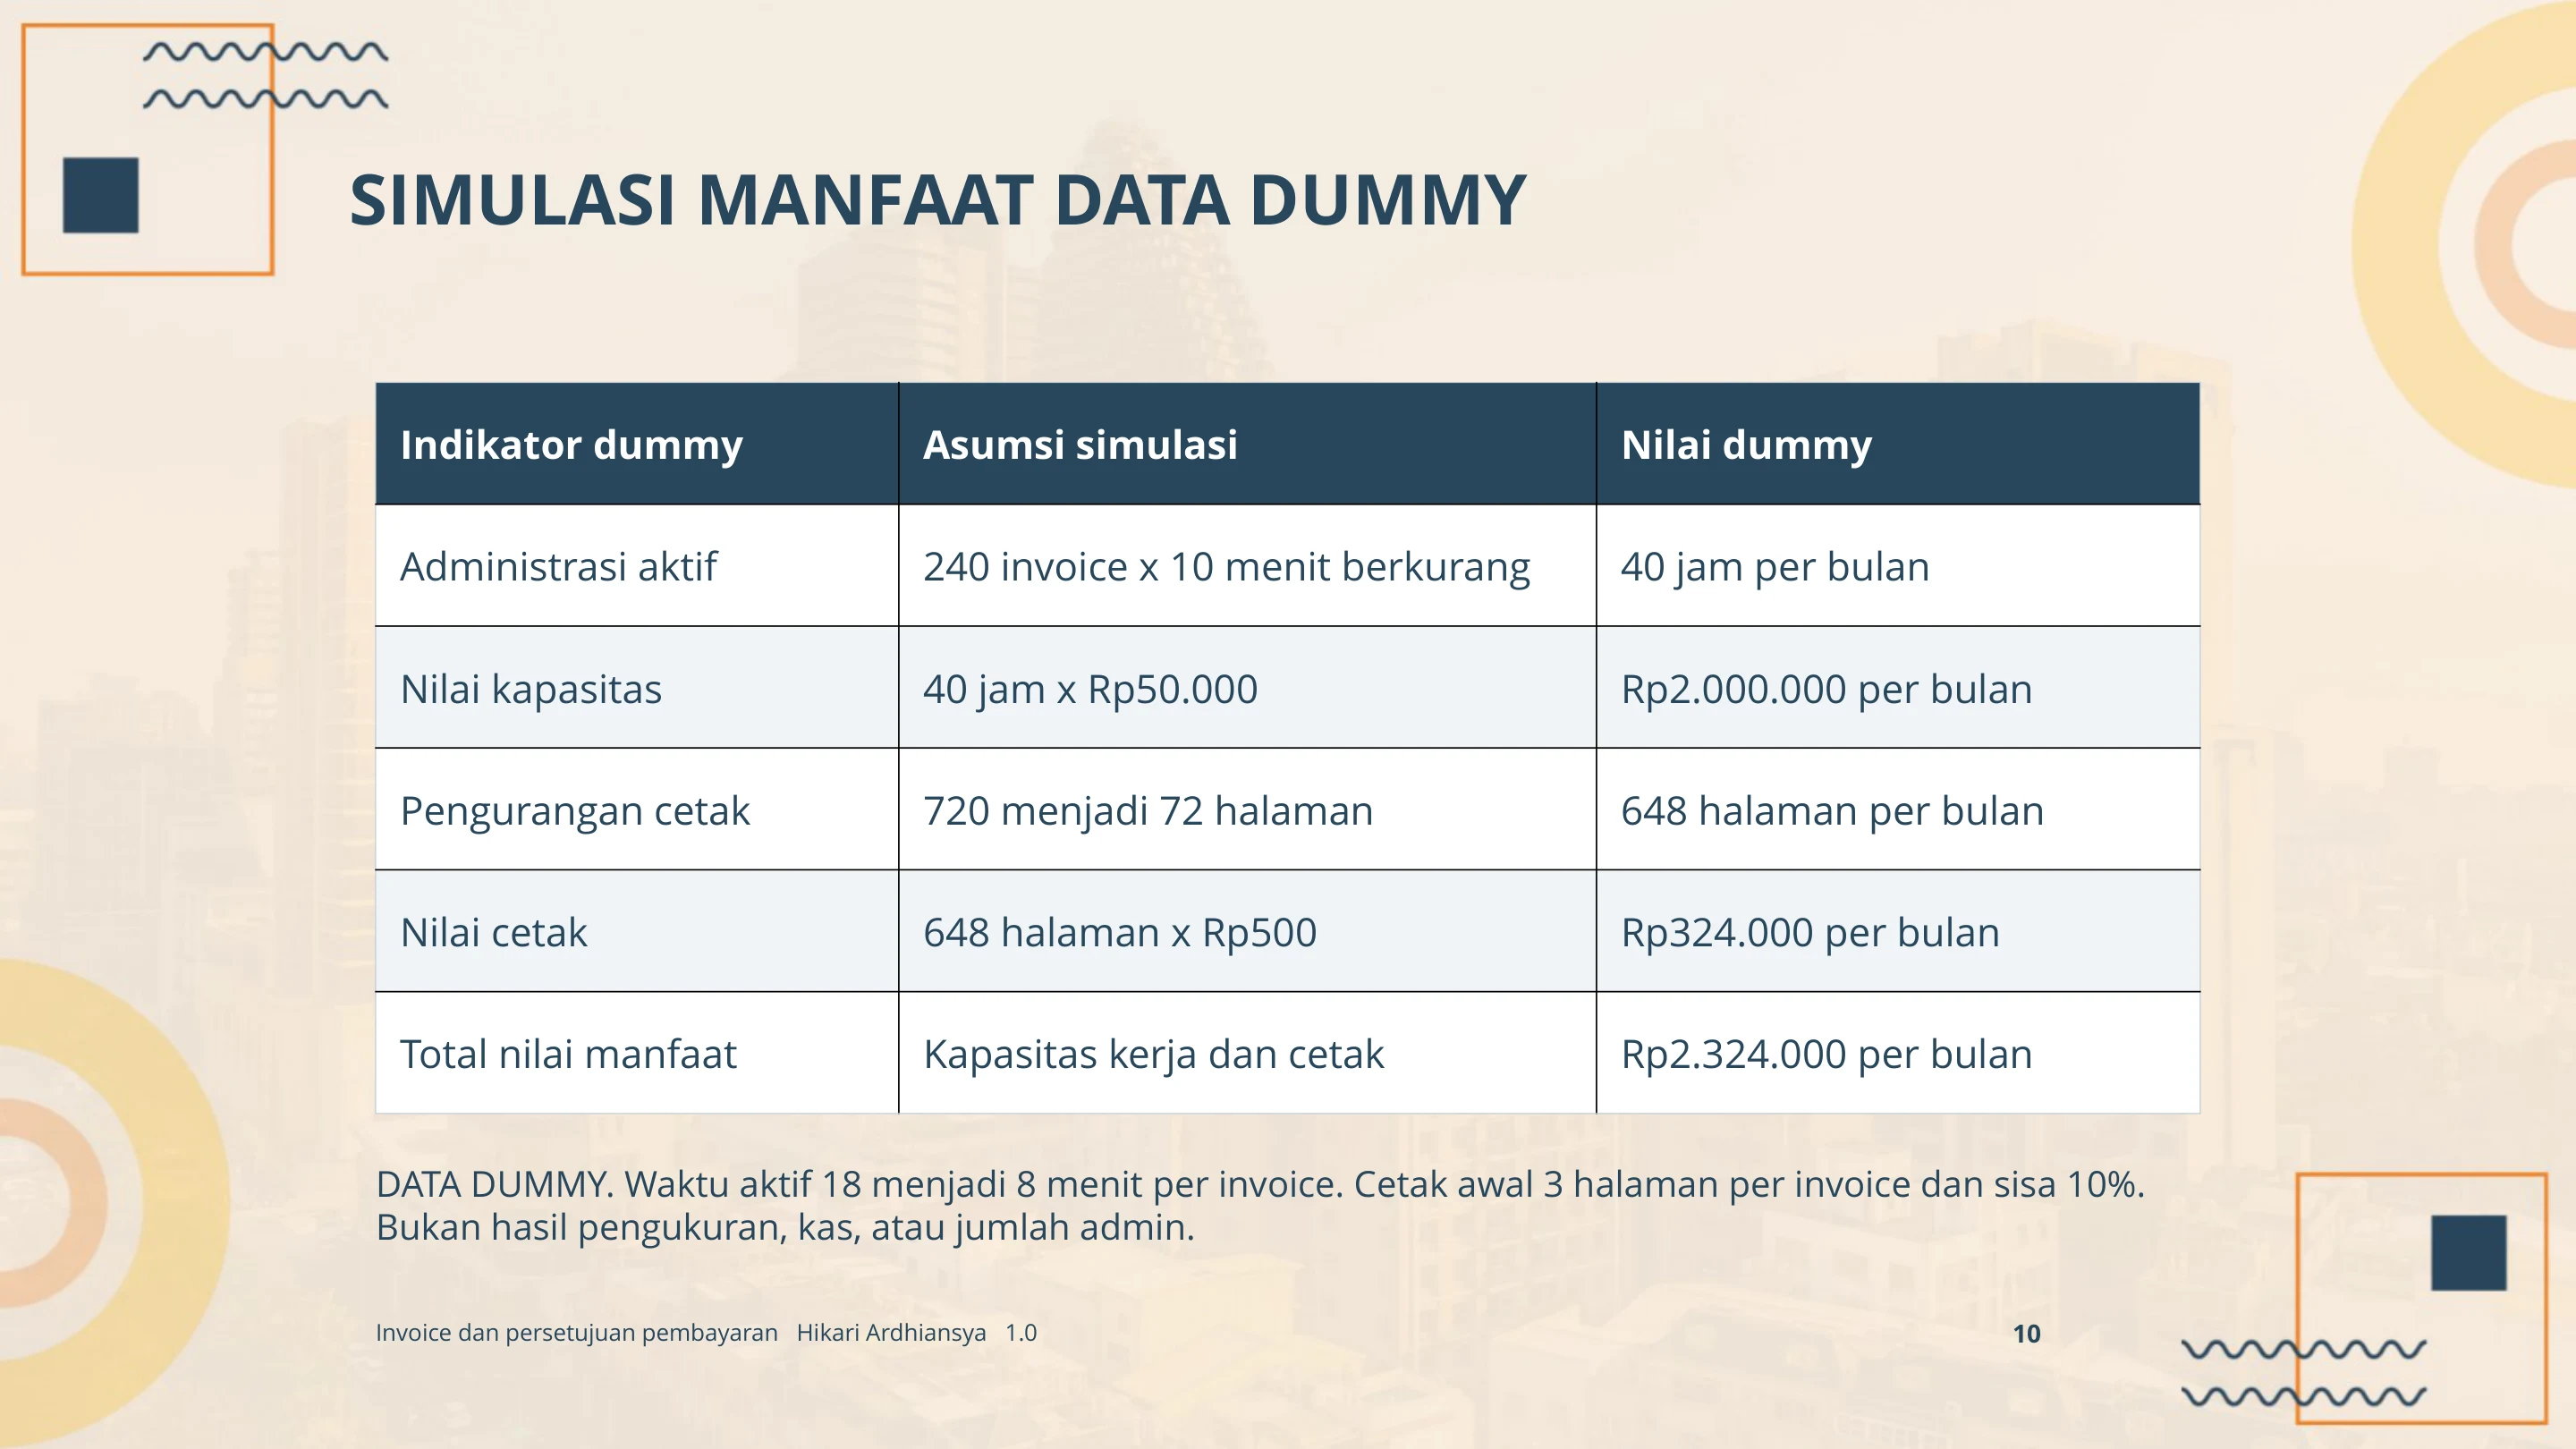 SIMULASI MANFAAT DATA DUMMY
Indikator dummy Asumsi simulasi Nilai dummy
Administrasi aktif 240 invoice x 10 menit berkurang 40 jam per bulan
Nilai kapasitas 40 jam x Rp50.000 Rp2.000.000 per bulan
Pengurangan cetak 720 menjadi 72 halaman 648 halaman per bulan
Nilai cetak 648 halaman x Rp500 Rp324.000 per bulan
Total nilai manfaat Kapasitas kerja dan cetak Rp2.324.000 per bulan
DATA DUMMY. Waktu aktif 18 menjadi 8 menit per invoice. Cetak awal 3 halaman per invoice dan sisa 10%.
Bukan hasil pengukuran, kas, atau jumlah admin.
Invoice dan persetujuan pembayaran Hikari Ardhiansya 1.0 10